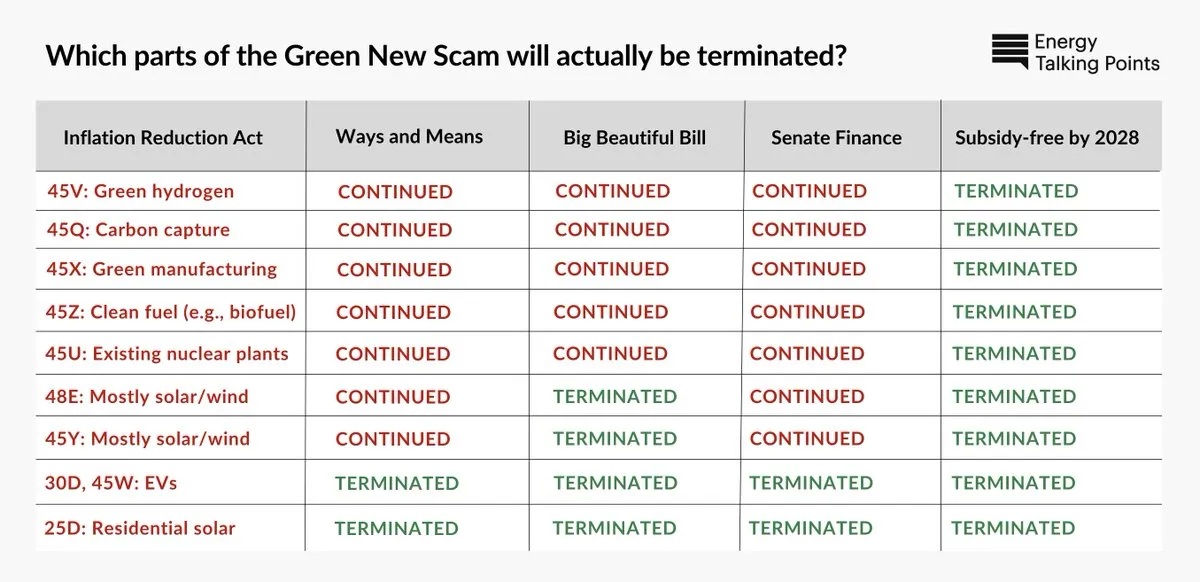 Which parts of the Green New Scam will actually be terminated?
Energy
Talking Points
Inflation Reduction Act Ways and Means Big Beautiful Bill Senate Finance Subsidy-free by 2028
45V: Green hydrogen CONTINUED CONTINUED CONTINUED TERMINATED
45Q: Carbon capture CONTINUED CONTINUED CONTINUED TERMINATED
45X: Green manufacturing CONTINUED CONTINUED CONTINUED TERMINATED
45Z: Clean fuel (e.g., biofuel) CONTINUED CONTINUED CONTINUED TERMINATED
45U: Existing nuclear plants CONTINUED CONTINUED CONTINUED TERMINATED
48E: Mostly solar/wind CONTINUED TERMINATED CONTINUED TERMINATED
45Y: Mostly solar/wind CONTINUED TERMINATED CONTINUED TERMINATED
30D, 45W: EVs TERMINATED TERMINATED TERMINATED TERMINATED
25D: Residential solar TERMINATED TERMINATED TERMINATED TERMINATED